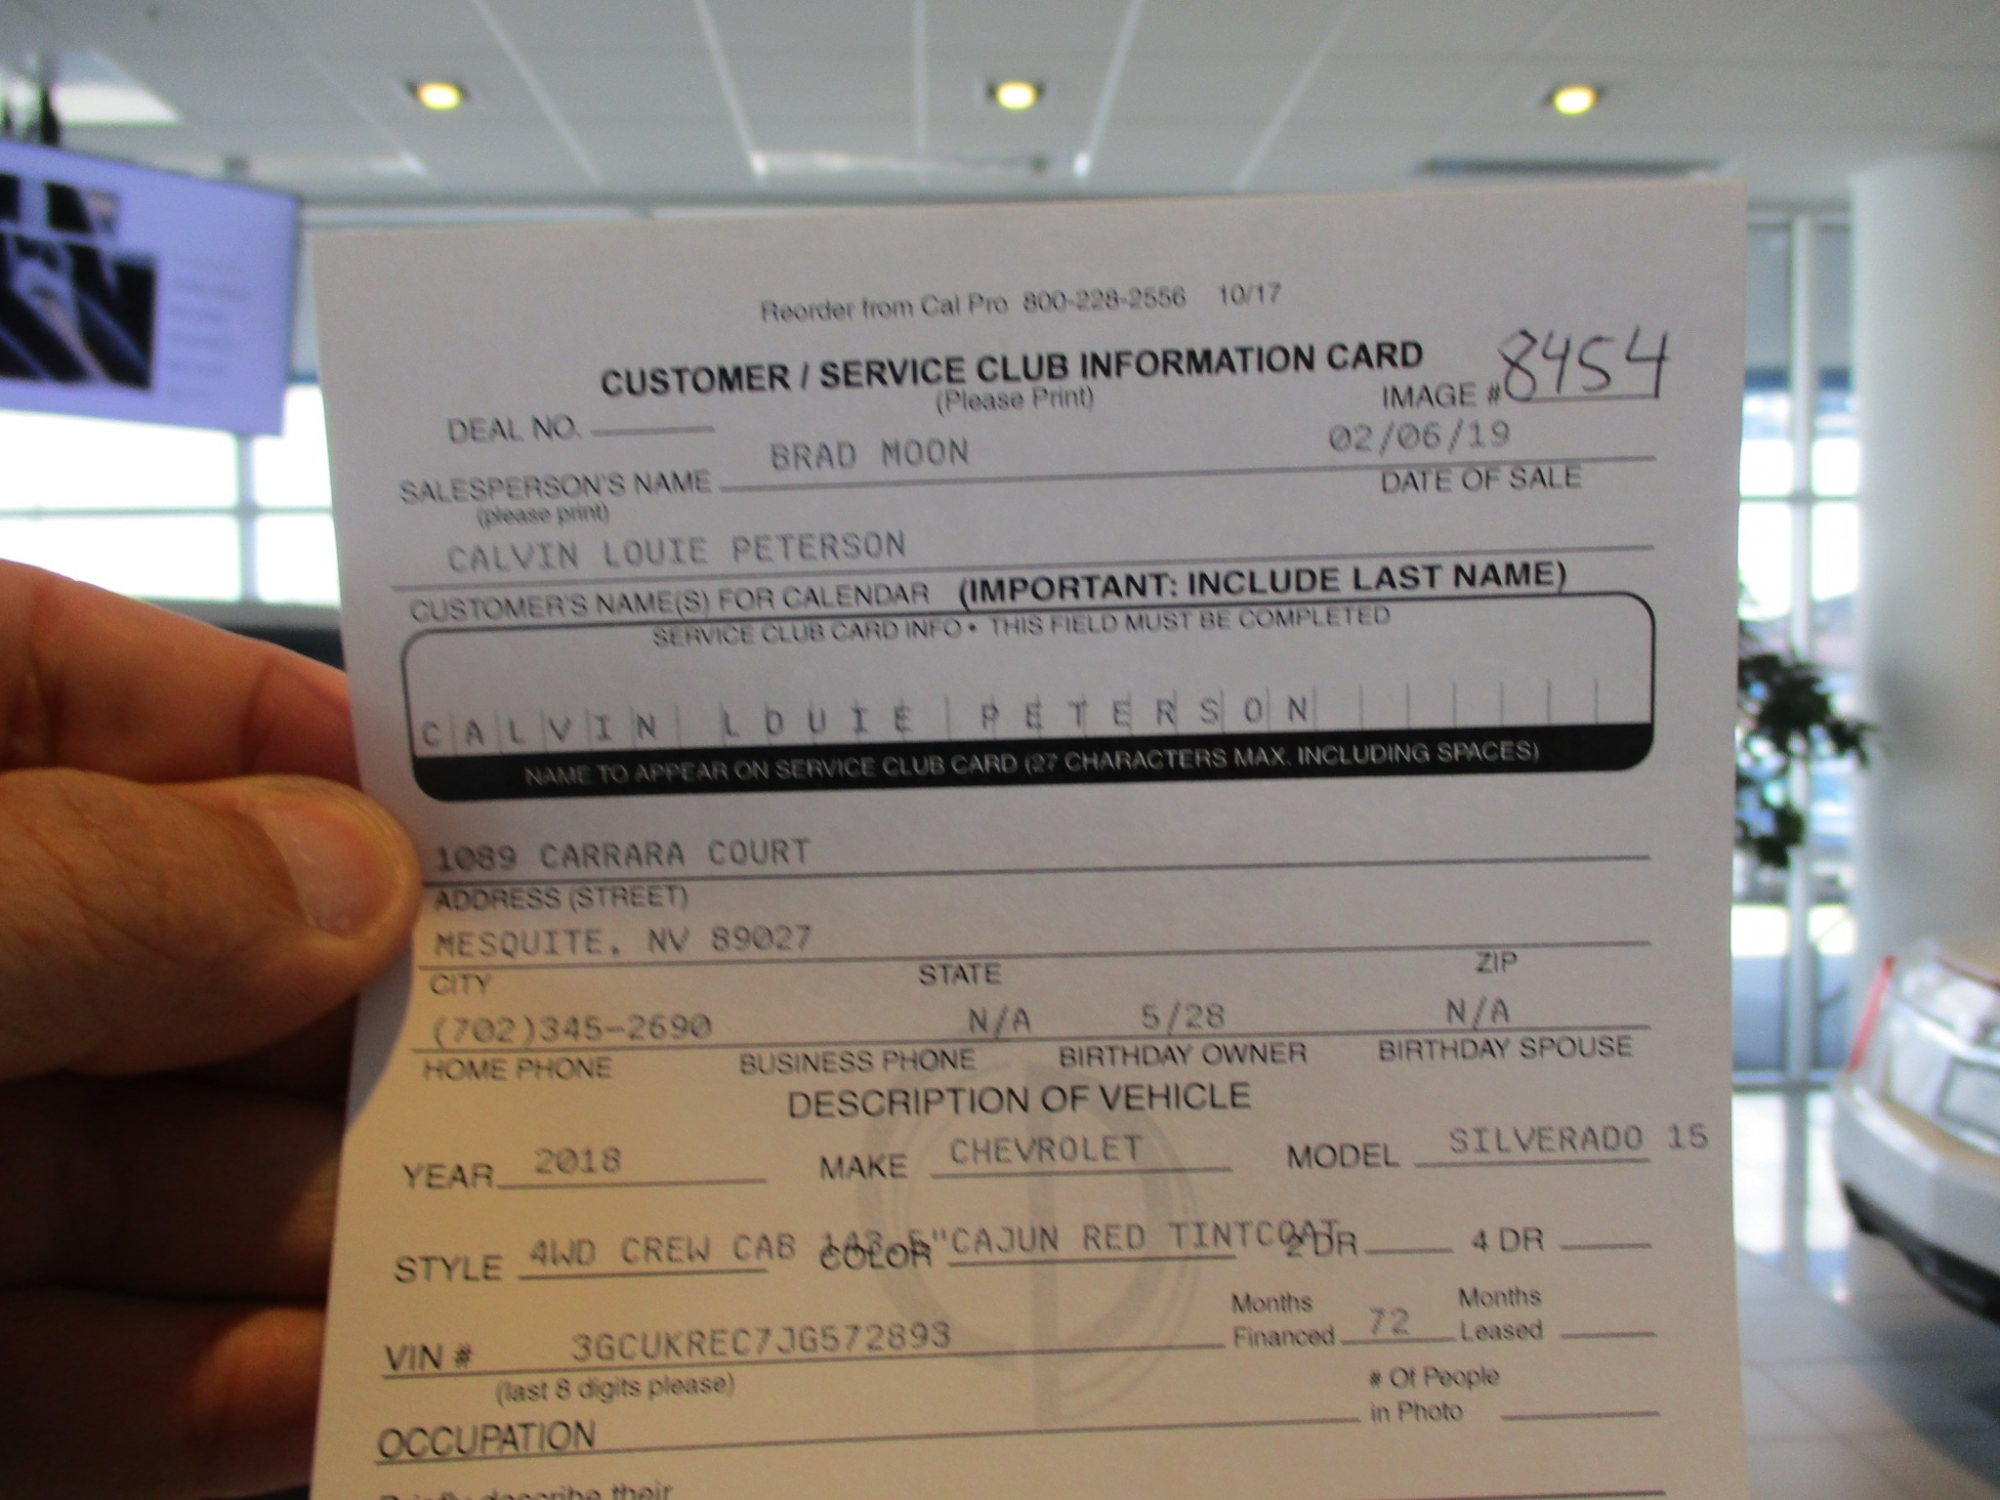 Reorder from Cal Pro 800-228-2556 10/17
CUSTOMER / SERVICE CLUB INFORMATION CARD
(Please Print)
IMAGE # 8454
DEAL NO.
BRAD MOON 02/06/19
SALESPERSON'S NAME DATE OF SALE
(please print)
CALVIN LOUIE PETERSON
CUSTOMER'S NAME(S) FOR CALENDAR (IMPORTANT: INCLUDE LAST NAME)
SERVICE CLUB CARD INFO • THIS FIELD MUST BE COMPLETED
CALVIN LOUIE PETERSON
NAME TO APPEAR ON SERVICE CLUB CARD (27 CHARACTERS MAX. INCLUDING SPACES)
1089 CARRARA COURT
ADDRESS (STREET)
MESQUITE, NV 89027
CITY STATE ZIP
(702)345-2690 N/A 5/28 N/A
HOME PHONE BUSINESS PHONE BIRTHDAY OWNER BIRTHDAY SPOUSE
DESCRIPTION OF VEHICLE
YEAR 2018 MAKE CHEVROLET MODEL SILVERADO 15
STYLE 4WD CREW CAB COLOR CAJUN RED TINTCOAT 2 DR 4 DR
VIN # 3GCUKREC7JG572893 Months Financed 72 Months Leased
(last 8 digits please)
# Of People in Photo
OCCUPATION
Briefly describe their